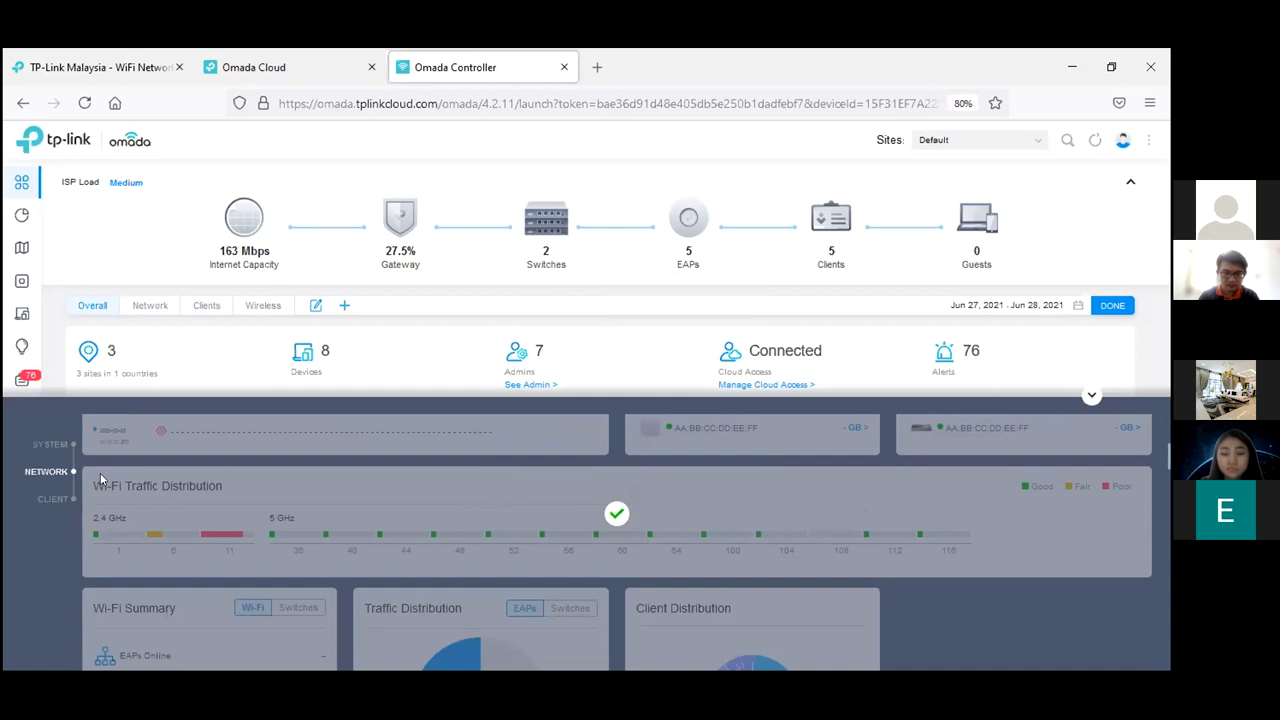 TP-Link Malaysia - WiFi Networ
Omada Cloud
Omada Controller
https://omada.tplinkcloud.com/omada/4.2.11/launch?token=bae36d91d48e405db5e250b1dadfebf7&deviceId=15F31EF7A22
80%
tp-link
omada
Sites:
Default
ISP Load
Medium
163 Mbps
27.5%
2
5
5
0
Internet Capacity
Gateway
Switches
EAPs
Clients
Guests
Overall
Network
Clients
Wireless
Jun 27, 2021 - Jun 28, 2021
DONE
3
8
7
Connected
76
3 sites in 1 countries
Devices
Admins
Cloud Access
Alerts
76
See Admin >
Manage Cloud Access >
AA:BB:CC:DD:EE:FF
- GB >
AA:BB:CC:DD:EE:FF
- GB >
SYSTEM
NETWORK
CLIENT
Wi-Fi Traffic Distribution
Good
Fair
Poor
2.4 GHz
5 GHz
1
6
11
36
40
44
48
52
56
60
64
100
104
108
112
116
Wi-Fi Summary
Wi-Fi
Switches
Traffic Distribution
EAPs
Switches
Client Distribution
EAPs Online
-
E